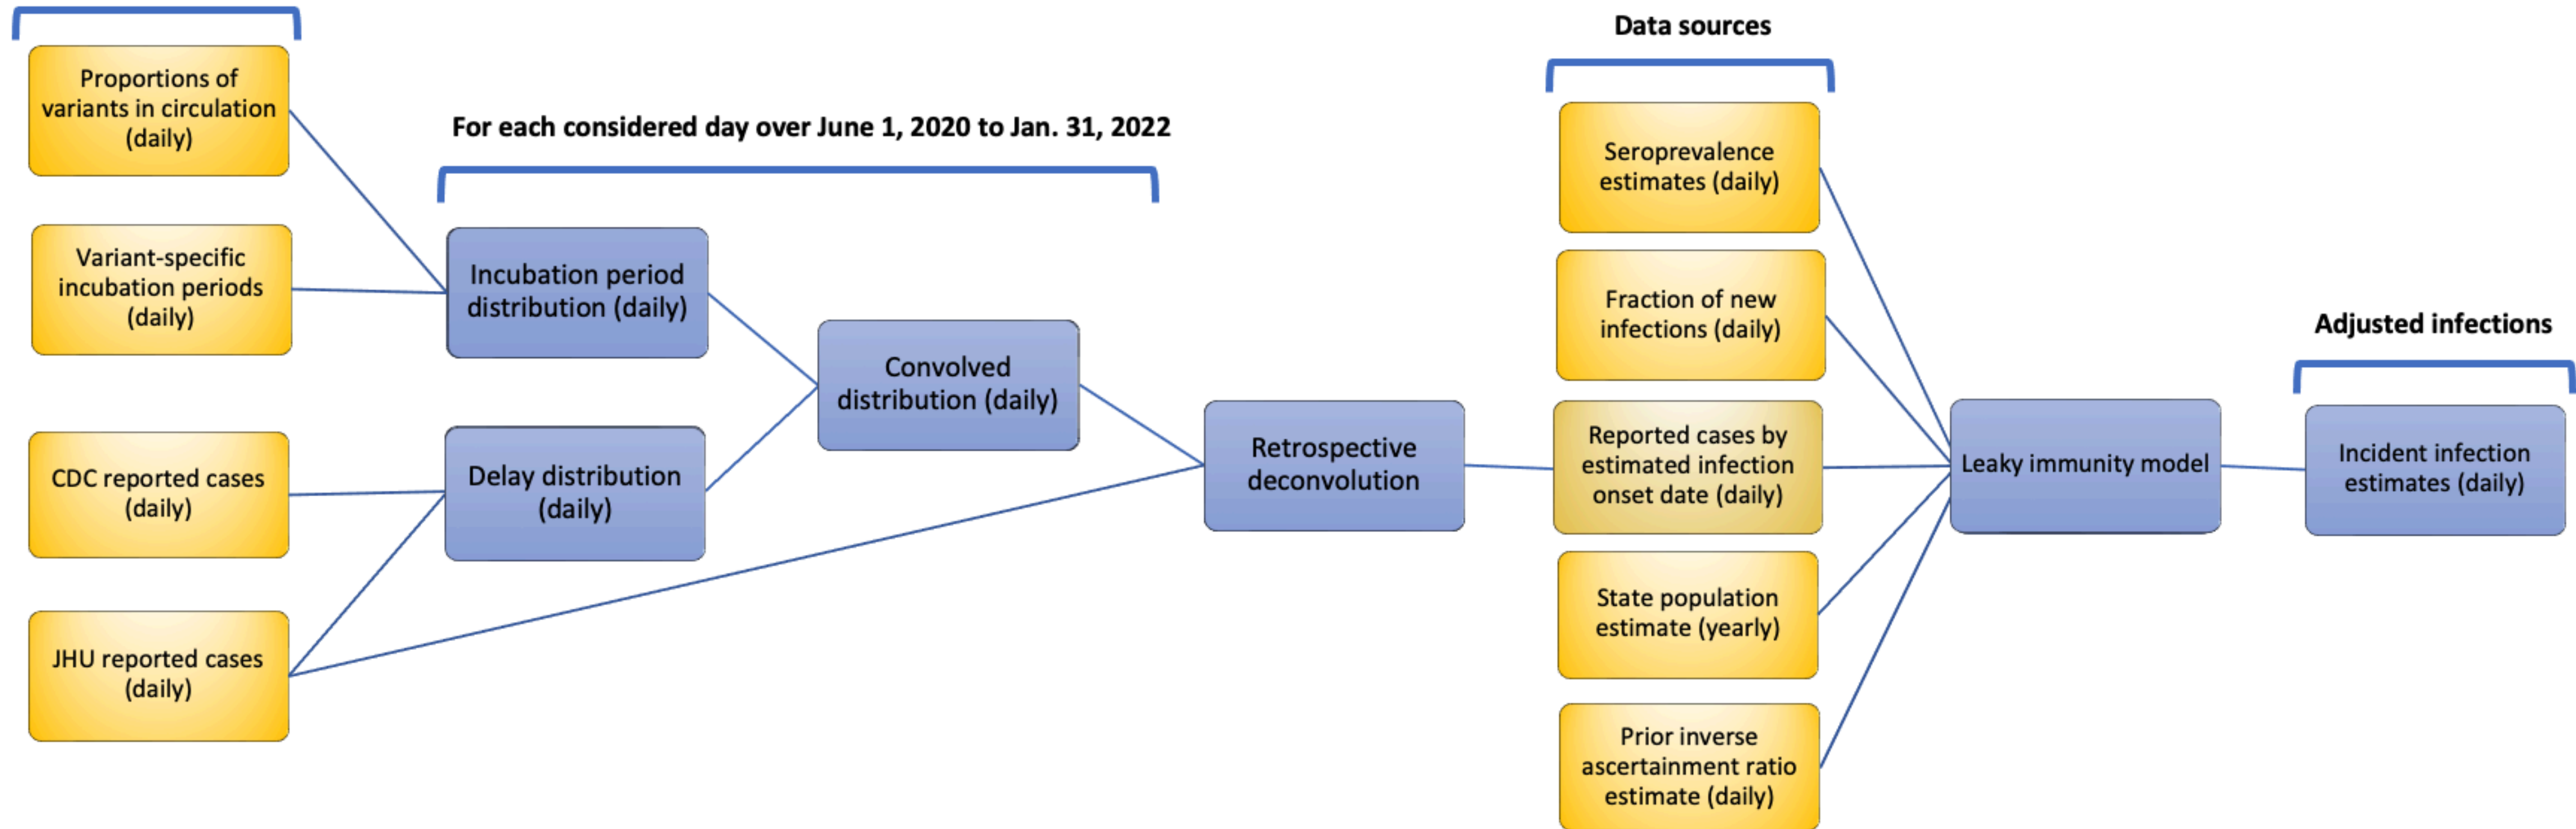 Proportions of
variants in circulation
(daily)
Variant-specific
incubation periods
(daily)
CDC reported cases
(daily)
JHU reported cases
(daily)
For each considered day over June 1, 2020 to Jan. 31, 2022
Incubation period
distribution (daily)
Delay distribution
(daily)
Convolved
distribution (daily)
Retrospective
deconvolution
Data sources
Seroprevalence
estimates (daily)
Fraction of new
infections (daily)
Reported cases by
estimated infection
onset date (daily)
State population
estimate (yearly)
Prior inverse
ascertainment ratio
estimate (daily)
Leaky immunity model
Adjusted infections
Incident infection
estimates (daily)